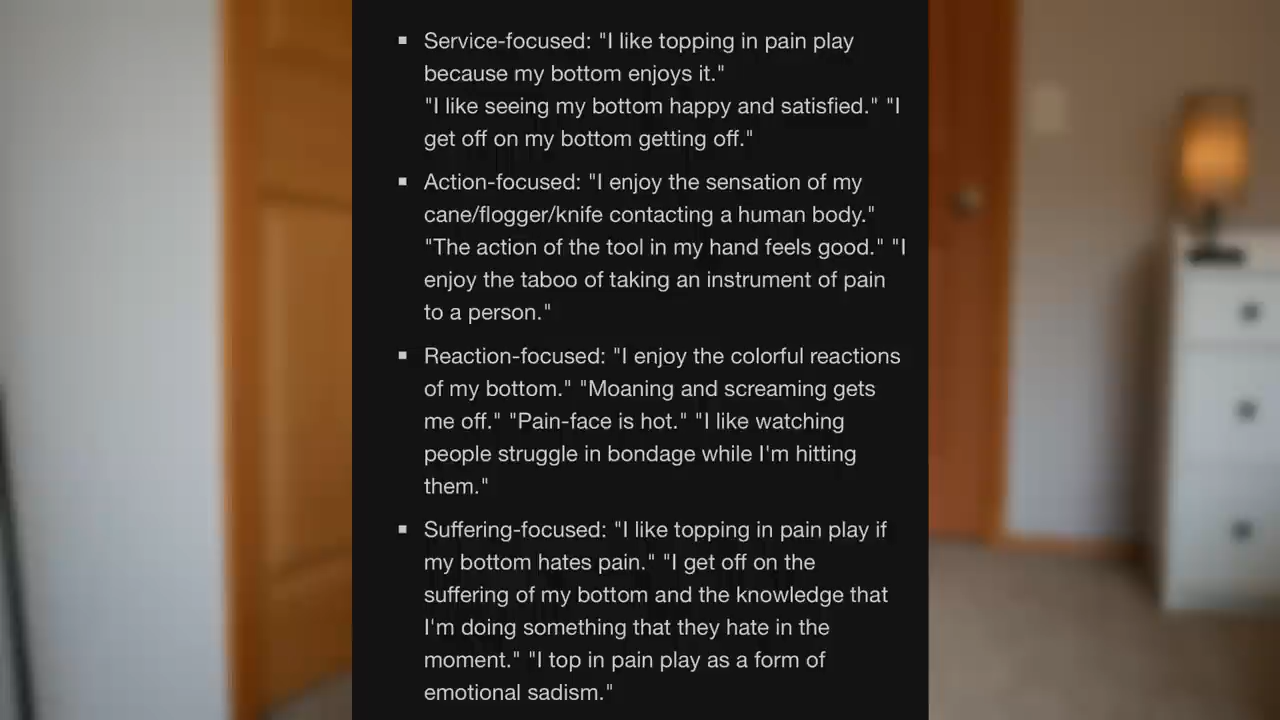 ▪ Service-focused: "I like topping in pain play
because my bottom enjoys it."
"I like seeing my bottom happy and satisfied." "I
get off on my bottom getting off."
▪ Action-focused: "I enjoy the sensation of my
cane/flogger/knife contacting a human body."
"The action of the tool in my hand feels good." "I
enjoy the taboo of taking an instrument of pain
to a person."
▪ Reaction-focused: "I enjoy the colorful reactions
of my bottom." "Moaning and screaming gets
me off." "Pain-face is hot." "I like watching
people struggle in bondage while I'm hitting
them."
▪ Suffering-focused: "I like topping in pain play if
my bottom hates pain." "I get off on the
suffering of my bottom and the knowledge that
I'm doing something that they hate in the
moment." "I top in pain play as a form of
emotional sadism."